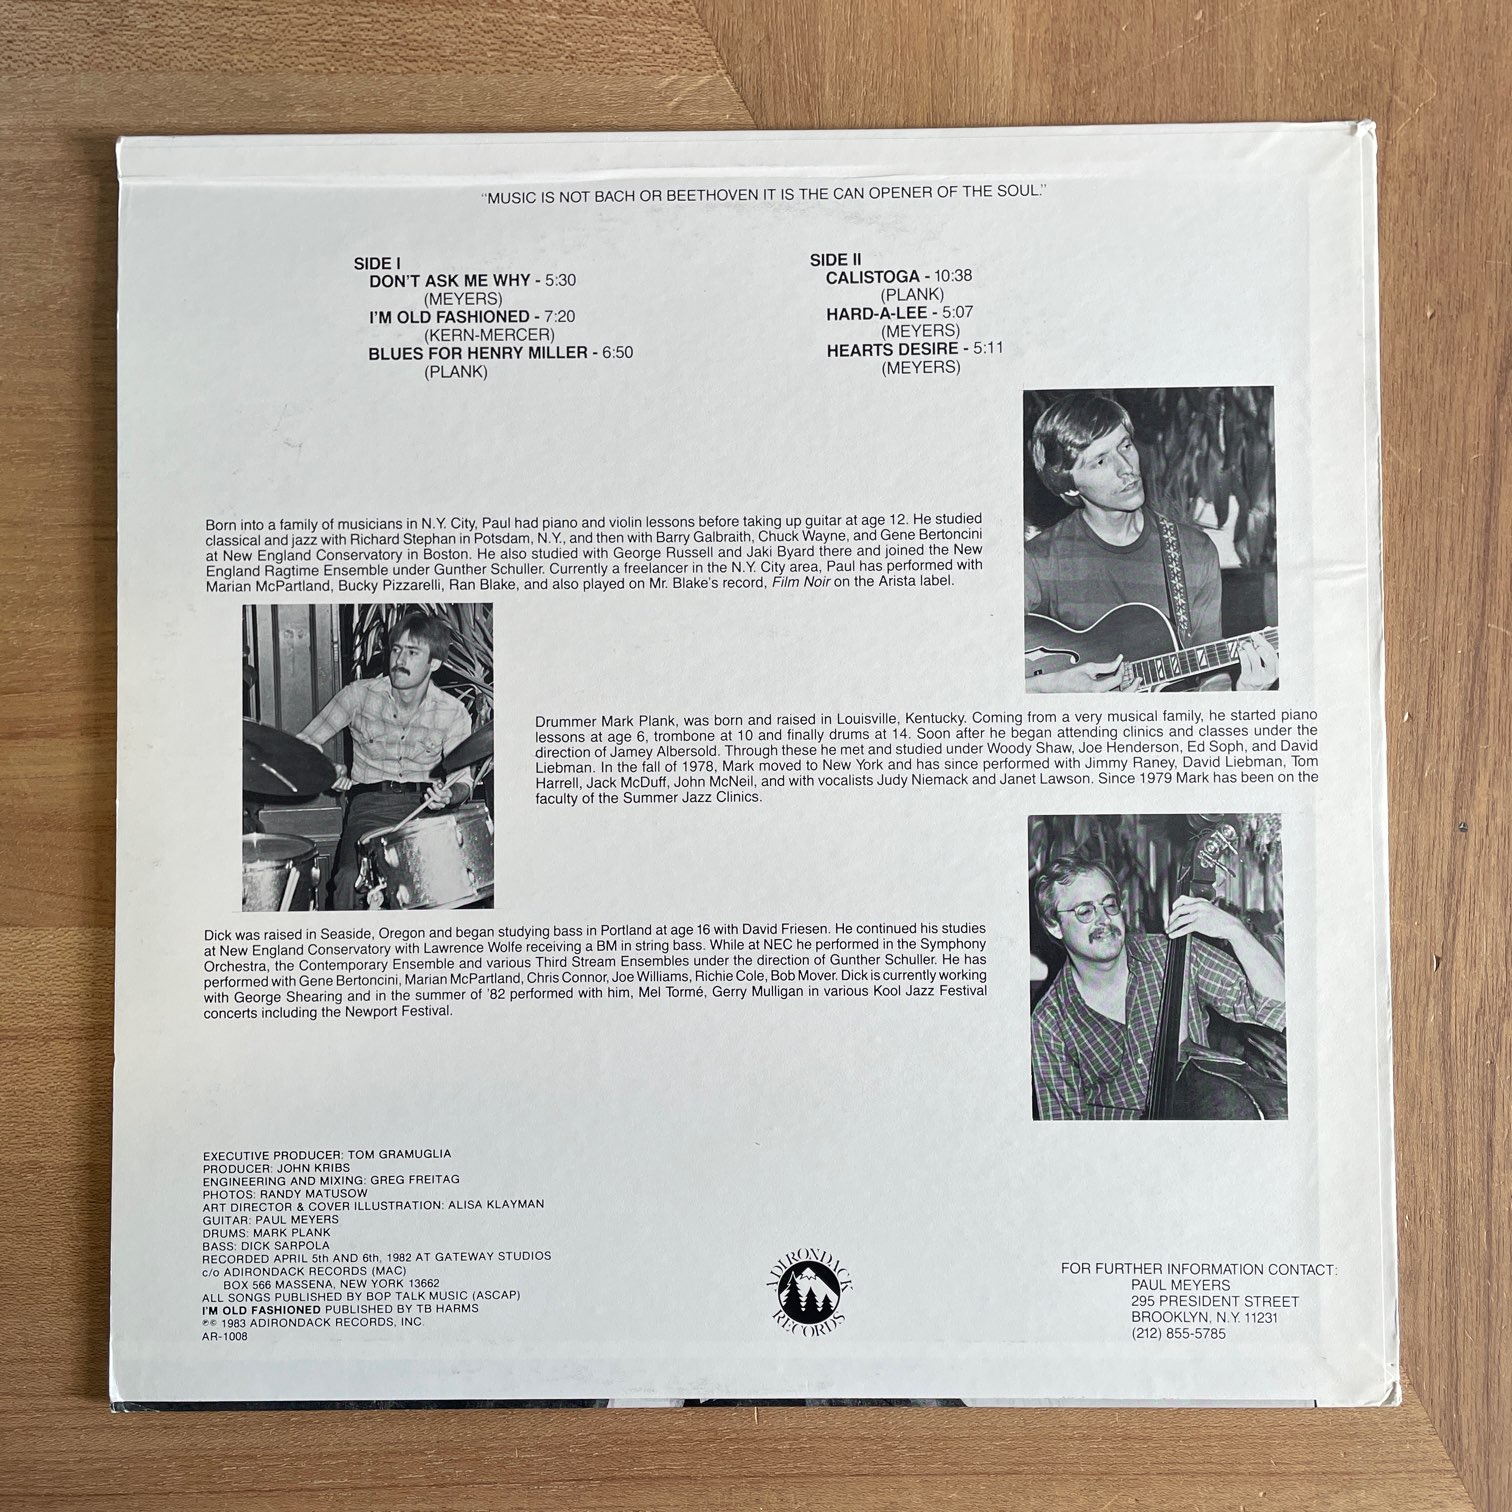 "MUSIC IS NOT BACH OR BEETHOVEN IT IS THE CAN OPENER OF THE SOUL."
SIDE I
DON'T ASK ME WHY - 5:30
(MEYERS)
I'M OLD FASHIONED - 7:20
(KERN-MERCER)
BLUES FOR HENRY MILLER - 6:50
(PLANK)
SIDE II
CALISTOGA - 10:38
(PLANK)
HARD-A-LEE - 5:07
(MEYERS)
HEARTS DESIRE - 5:11
(MEYERS)
Born into a family of musicians in N.Y. City, Paul had piano and violin lessons before taking up guitar at age 12. He studied
classical and jazz with Richard Stephan in Potsdam, N.Y., and then with Barry Galbraith, Chuck Wayne, and Gene Bertoncini
at New England Conservatory in Boston. He also studied with George Russell and Jaki Byard there and joined the New
England Ragtime Ensemble under Gunther Schuller. Currently a freelancer in the N.Y. City area, Paul has performed with
Marian McPartland, Bucky Pizzarelli, Ran Blake, and also played on Mr. Blake's record, Film Noir on the Arista label.
Drummer Mark Plank, was born and raised in Louisville, Kentucky. Coming from a very musical family, he started piano
lessons at age 6, trombone at 10 and finally drums at 14. Soon after he began attending clinics and classes under the
direction of Jamey Albersold. Through these he met and studied under Woody Shaw, Joe Henderson, Ed Soph, and David
Liebman. In the fall of 1978, Mark moved to New York and has since performed with Jimmy Raney, David Liebman, Tom
Harrell, Jack McDuff, John McNeil, and with vocalists Judy Niemack and Janet Lawson. Since 1979 Mark has been on the
faculty of the Summer Jazz Clinics.
Dick was raised in Seaside, Oregon and began studying bass in Portland at age 16 with David Friesen. He continued his studies
at New England Conservatory with Lawrence Wolfe receiving a BM in string bass. While at NEC he performed in the Symphony
Orchestra, the Contemporary Ensemble and various Third Stream Ensembles under the direction of Gunther Schuller. He has
performed with Gene Bertoncini, Marian McPartland, Chris Connor, Joe Williams, Richie Cole, Bob Mover. Dick is currently working
with George Shearing and in the summer of '82 performed with him, Mel Tormé, Gerry Mulligan in various Kool Jazz Festival
concerts including the Newport Festival.
EXECUTIVE PRODUCER: TOM GRAMUGLIA
PRODUCER: JOHN KRIBS
ENGINEERING AND MIXING: GREG FREITAG
PHOTOS: RANDY MATUSOW
ART DIRECTOR & COVER ILLUSTRATION: ALISA KLAYMAN
GUITAR: PAUL MEYERS
DRUMS: MARK PLANK
BASS: DICK SARPOLA
RECORDED APRIL 5th AND 6th, 1982 AT GATEWAY STUDIOS
c/o ADIRONDACK RECORDS (MAC)
BOX 566 MASSENA, NEW YORK 13662
ALL SONGS PUBLISHED BY BOP TALK MUSIC (ASCAP)
I'M OLD FASHIONED PUBLISHED BY TB HARMS
℗© 1983 ADIRONDACK RECORDS, INC.
AR-1008
ADIRONDACK
RECORDS
FOR FURTHER INFORMATION CONTACT:
PAUL MEYERS
295 PRESIDENT STREET
BROOKLYN, N.Y. 11231
(212) 855-5785